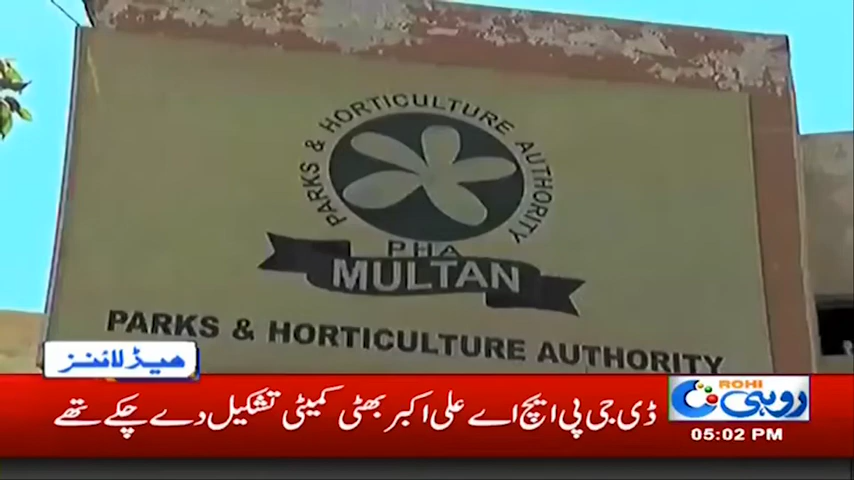 PARKS & HORTICULTURE AUTHORITY
PHA
MULTAN
PARKS & HORTICULTURE AUTHORITY
ہیڈلائنز
ڈی جی پی ایچ اے علی اکبر بھٹی کمیٹی تشکیل دے چکے تھے
ROHI
روہی
05:02 PM